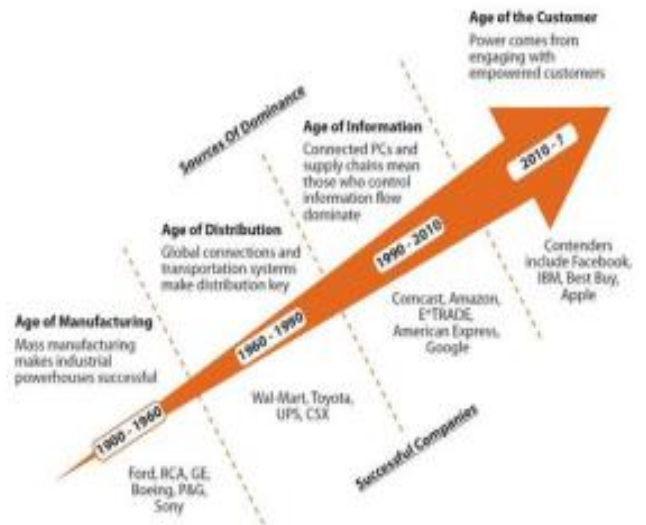 Age of the Customer
Power comes from
engaging with
empowered customers
Sources Of Dominance
Age of Information
Connected PCs and
supply chains mean
those who control
information flow
dominate
2010 - ?
Age of Distribution
Global connections and
transportation systems
make distribution key
1990 - 2010
Contenders
include Facebook,
IBM, Best Buy,
Apple
Age of Manufacturing
Mass manufacturing
makes industrial
powerhouses successful
1960 - 1990
Comcast, Amazon,
E*TRADE,
American Express,
Google
Wal-Mart, Toyota,
UPS, CSX
1900 - 1960
Successful Companies
Ford, RCA, GE,
Boeing, P&G,
Sony